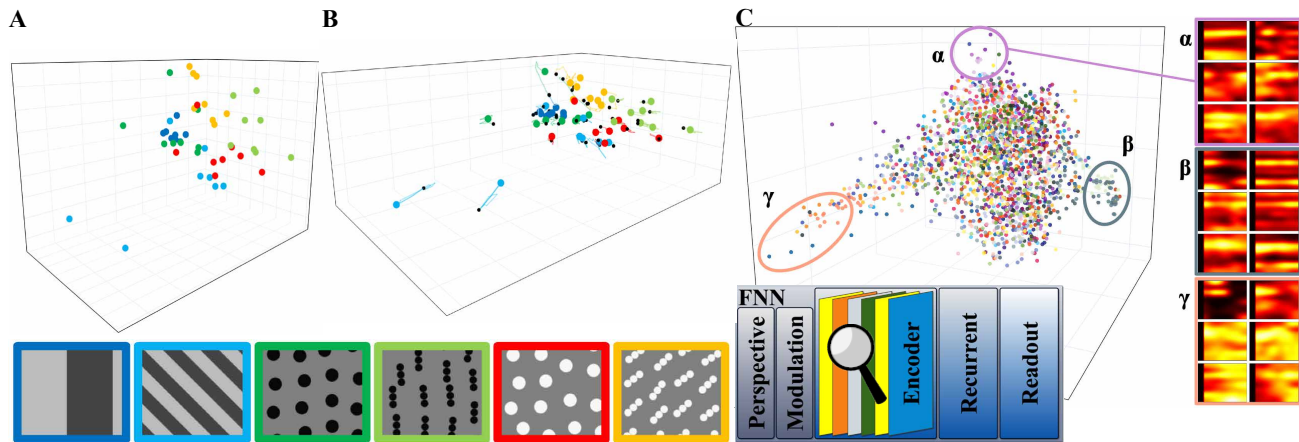 A
B
C
α
β
γ
α
β
γ
FNN
Perspective
Modulation
Encoder
Recurrent
Readout